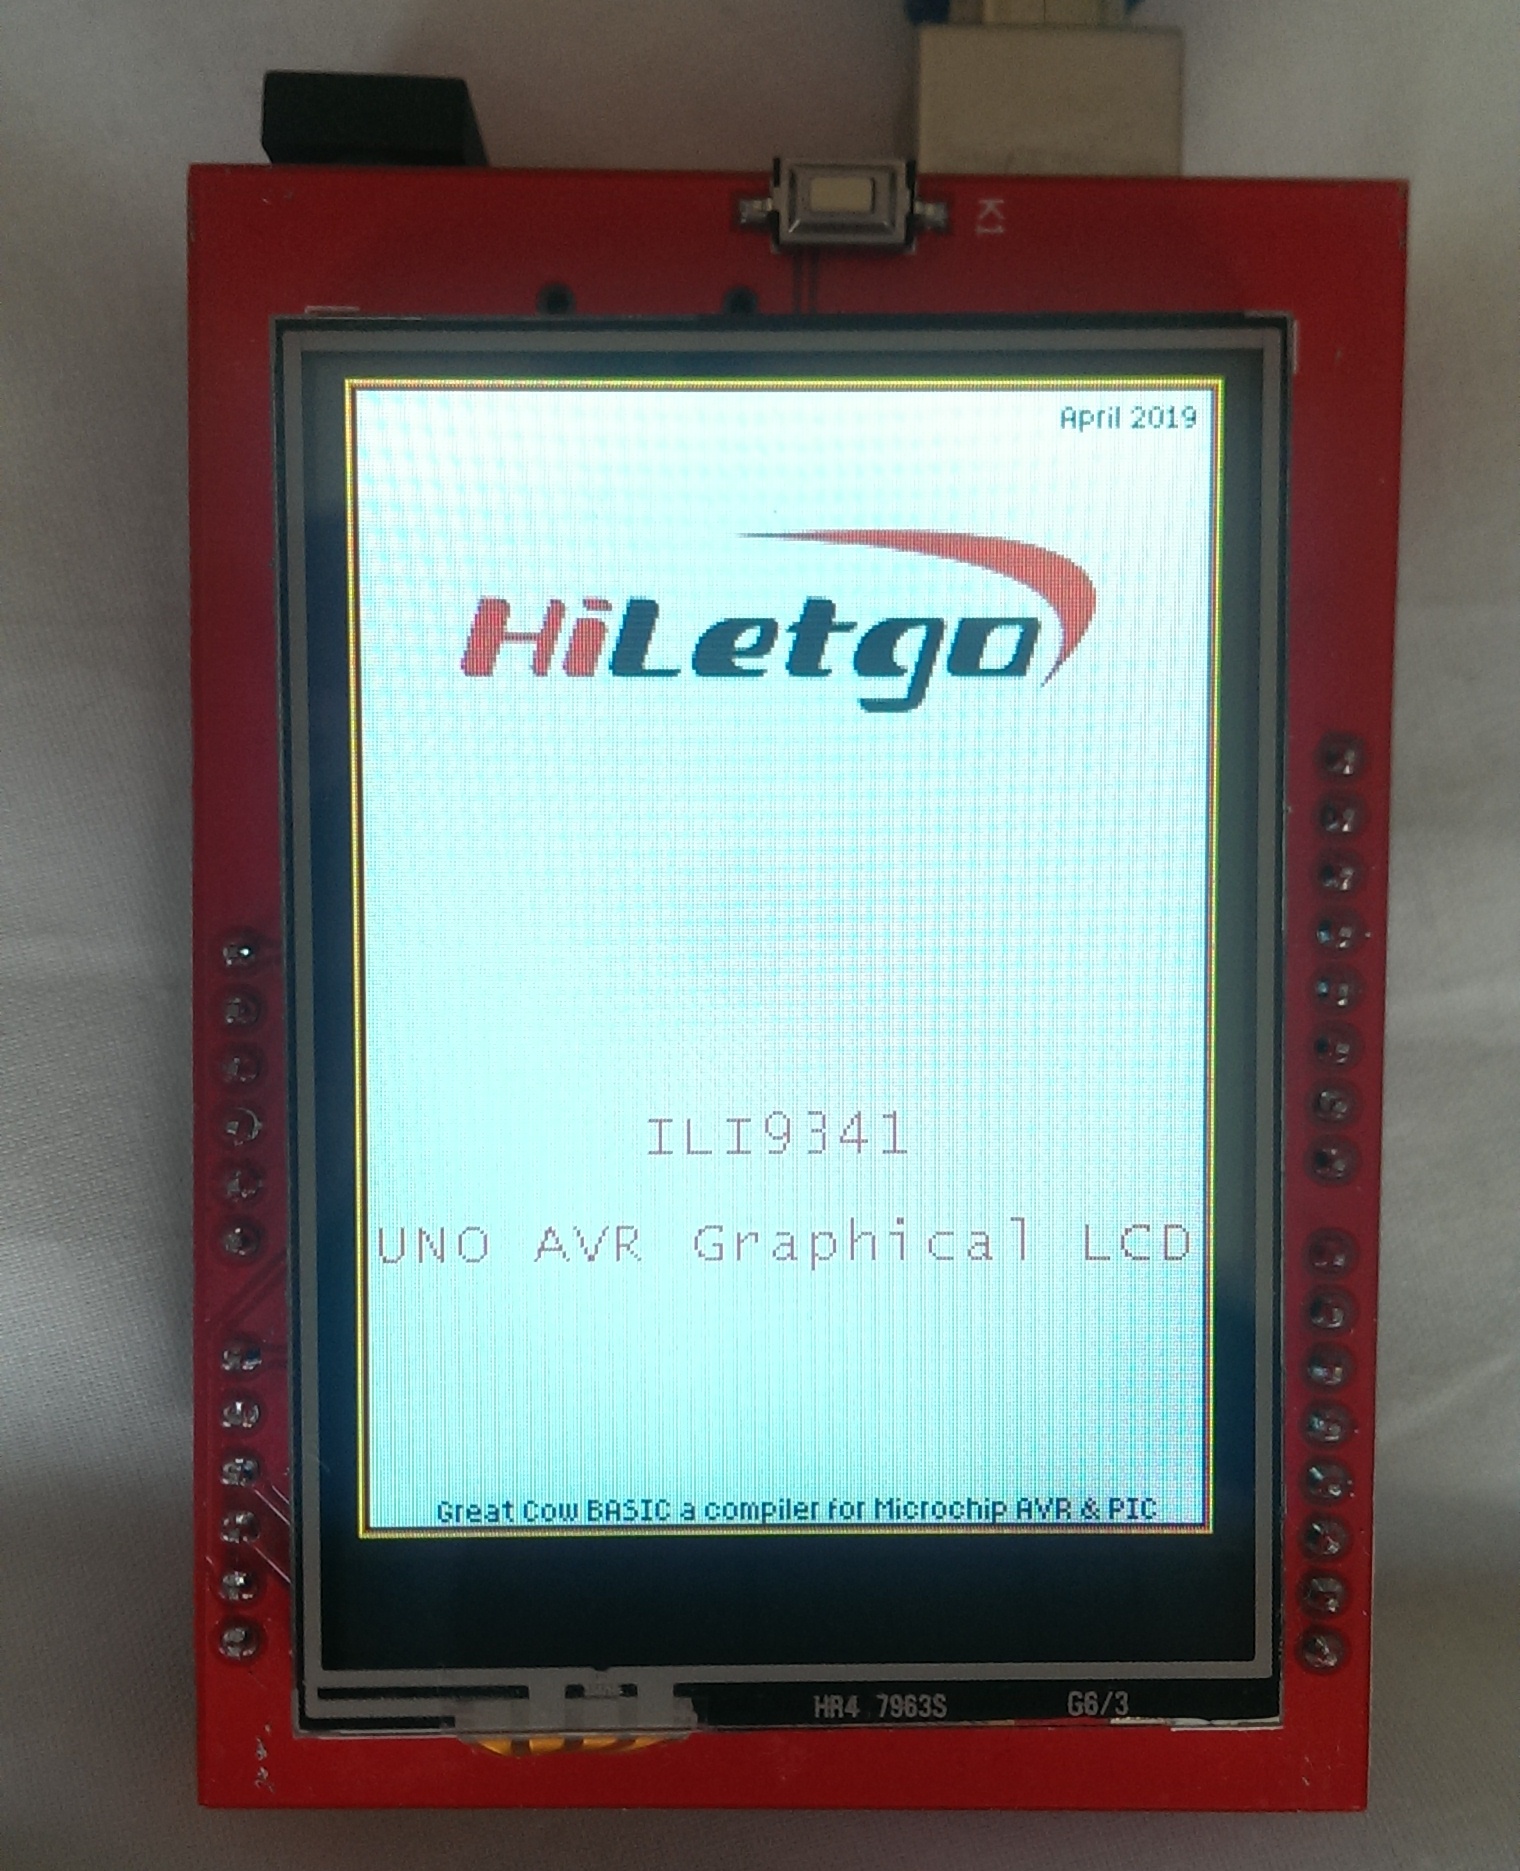 K1
April 2019
HiLetgo
ILI9341
UNO AVR Graphical LCD
Great Cow BASIC a compiler for Microchip AVR & PIC
HR4 7963S G6/3